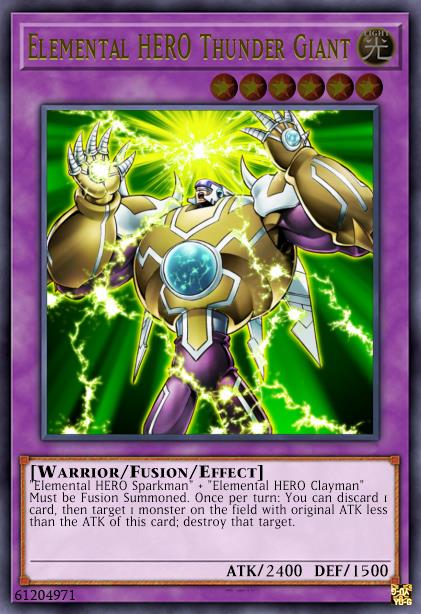 Elemental HERO Thunder Giant
LIGHT
光
[Warrior/Fusion/Effect]
"Elemental HERO Sparkman" + "Elemental HERO Clayman"
Must be Fusion Summoned. Once per turn: You can discard 1
card, then target 1 monster on the field with original ATK less
than the ATK of this card; destroy that target.
ATK/2400 DEF/1500
61204971